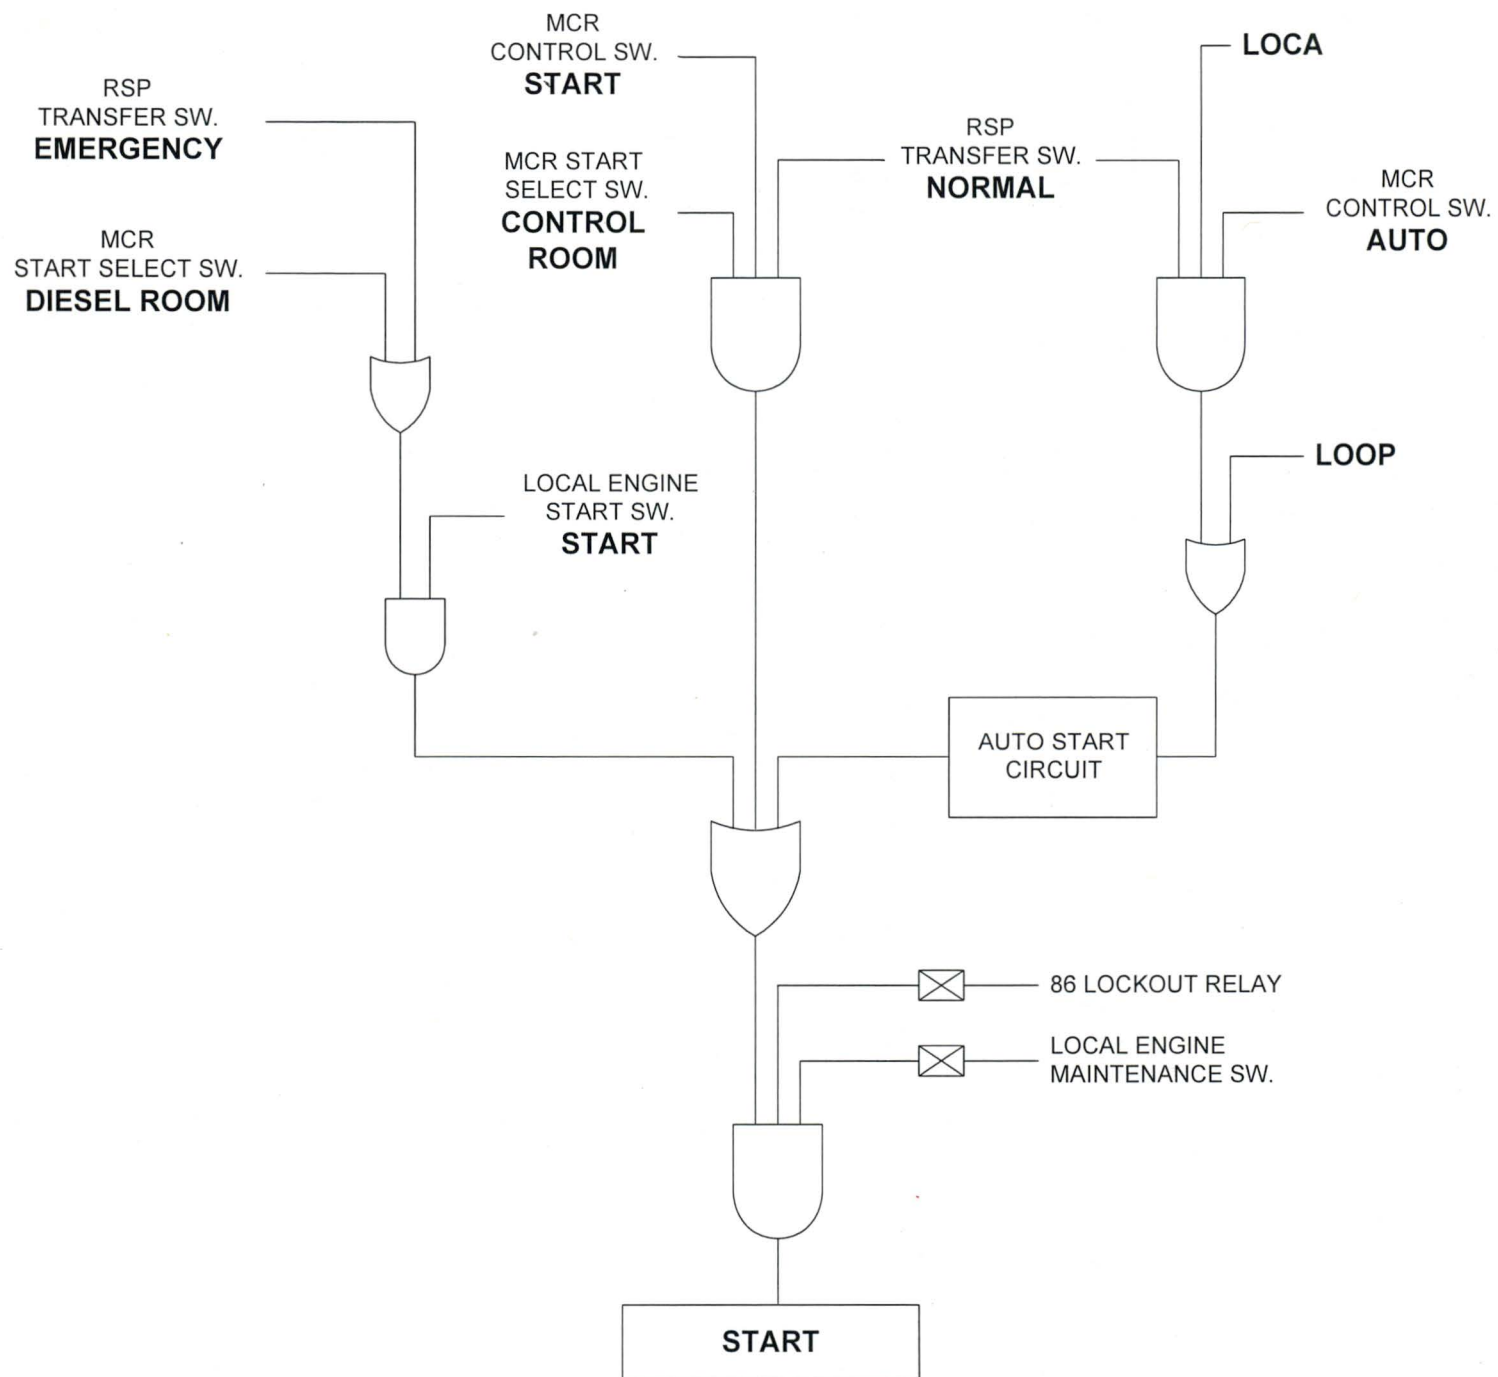 MCR
CONTROL SW.
START
LOCA
RSP
TRANSFER SW.
EMERGENCY
RSP
TRANSFER SW.
NORMAL
MCR START
SELECT SW.
CONTROL
ROOM
MCR
CONTROL SW.
AUTO
MCR
START SELECT SW.
DIESEL ROOM
LOOP
LOCAL ENGINE
START SW.
START
AUTO START
CIRCUIT
86 LOCKOUT RELAY
LOCAL ENGINE
MAINTENANCE SW.
START